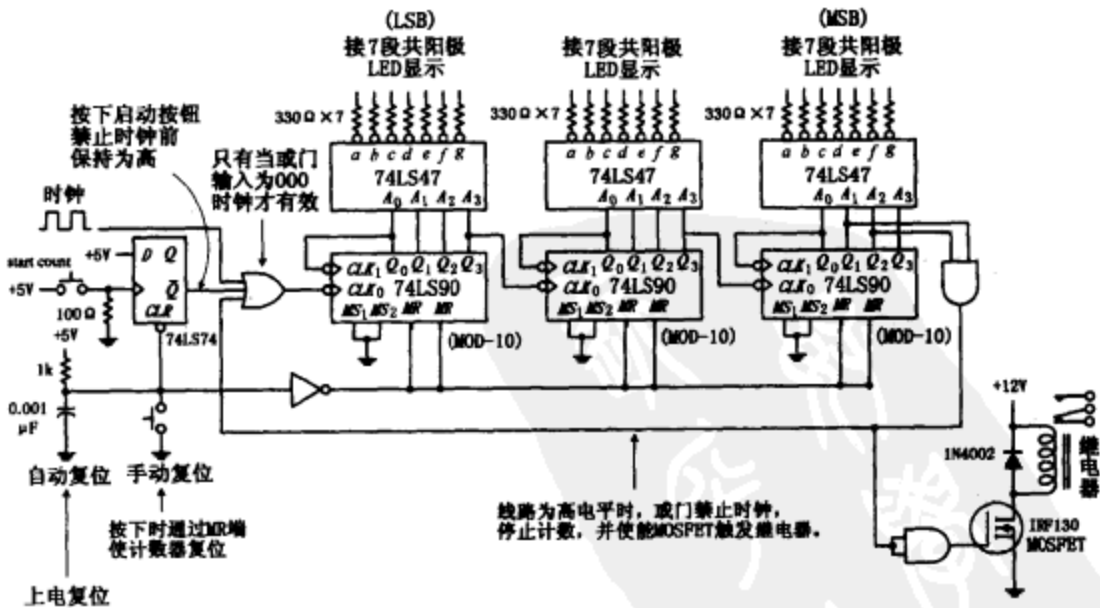 (LSB)
接7段共阳极
LED显示
接7段共阳极
LED显示
(MSB)
接7段共阳极
LED显示
按下启动按钮
禁止时钟前
保持为高
只有当或门
输入为000
时钟才有效
330Ω×7
330Ω×7
330Ω×7
a b c d e f g
74LS47
A0 A1 A2 A3
a b c d e f g
74LS47
A0 A1 A2 A3
a b c d e f g
74LS47
A0 A1 A2 A3
时钟
+5V
D Q
Q̅
CLR
74LS74
start count
+5V
100Ω
CLK1 Q0 Q1 Q2 Q3
CLK0 74LS90
MS1 MS2 MR MR
(MOD-10)
CLK1 Q0 Q1 Q2 Q3
CLK0 74LS90
MS1 MS2 MR MR
(MOD-10)
CLK1 Q0 Q1 Q2 Q3
CLK0 74LS90
MS1 MS2 MR MR
(MOD-10)
+5V
1k
0.001
μF
自动复位
手动复位
按下时通过MR端
使计数器复位
上电复位
线路为高电平时，或门禁止时钟，
停止计数，并使能MOSFET触发继电器。
+12V
1N4002
继电器
IRF130
MOSFET